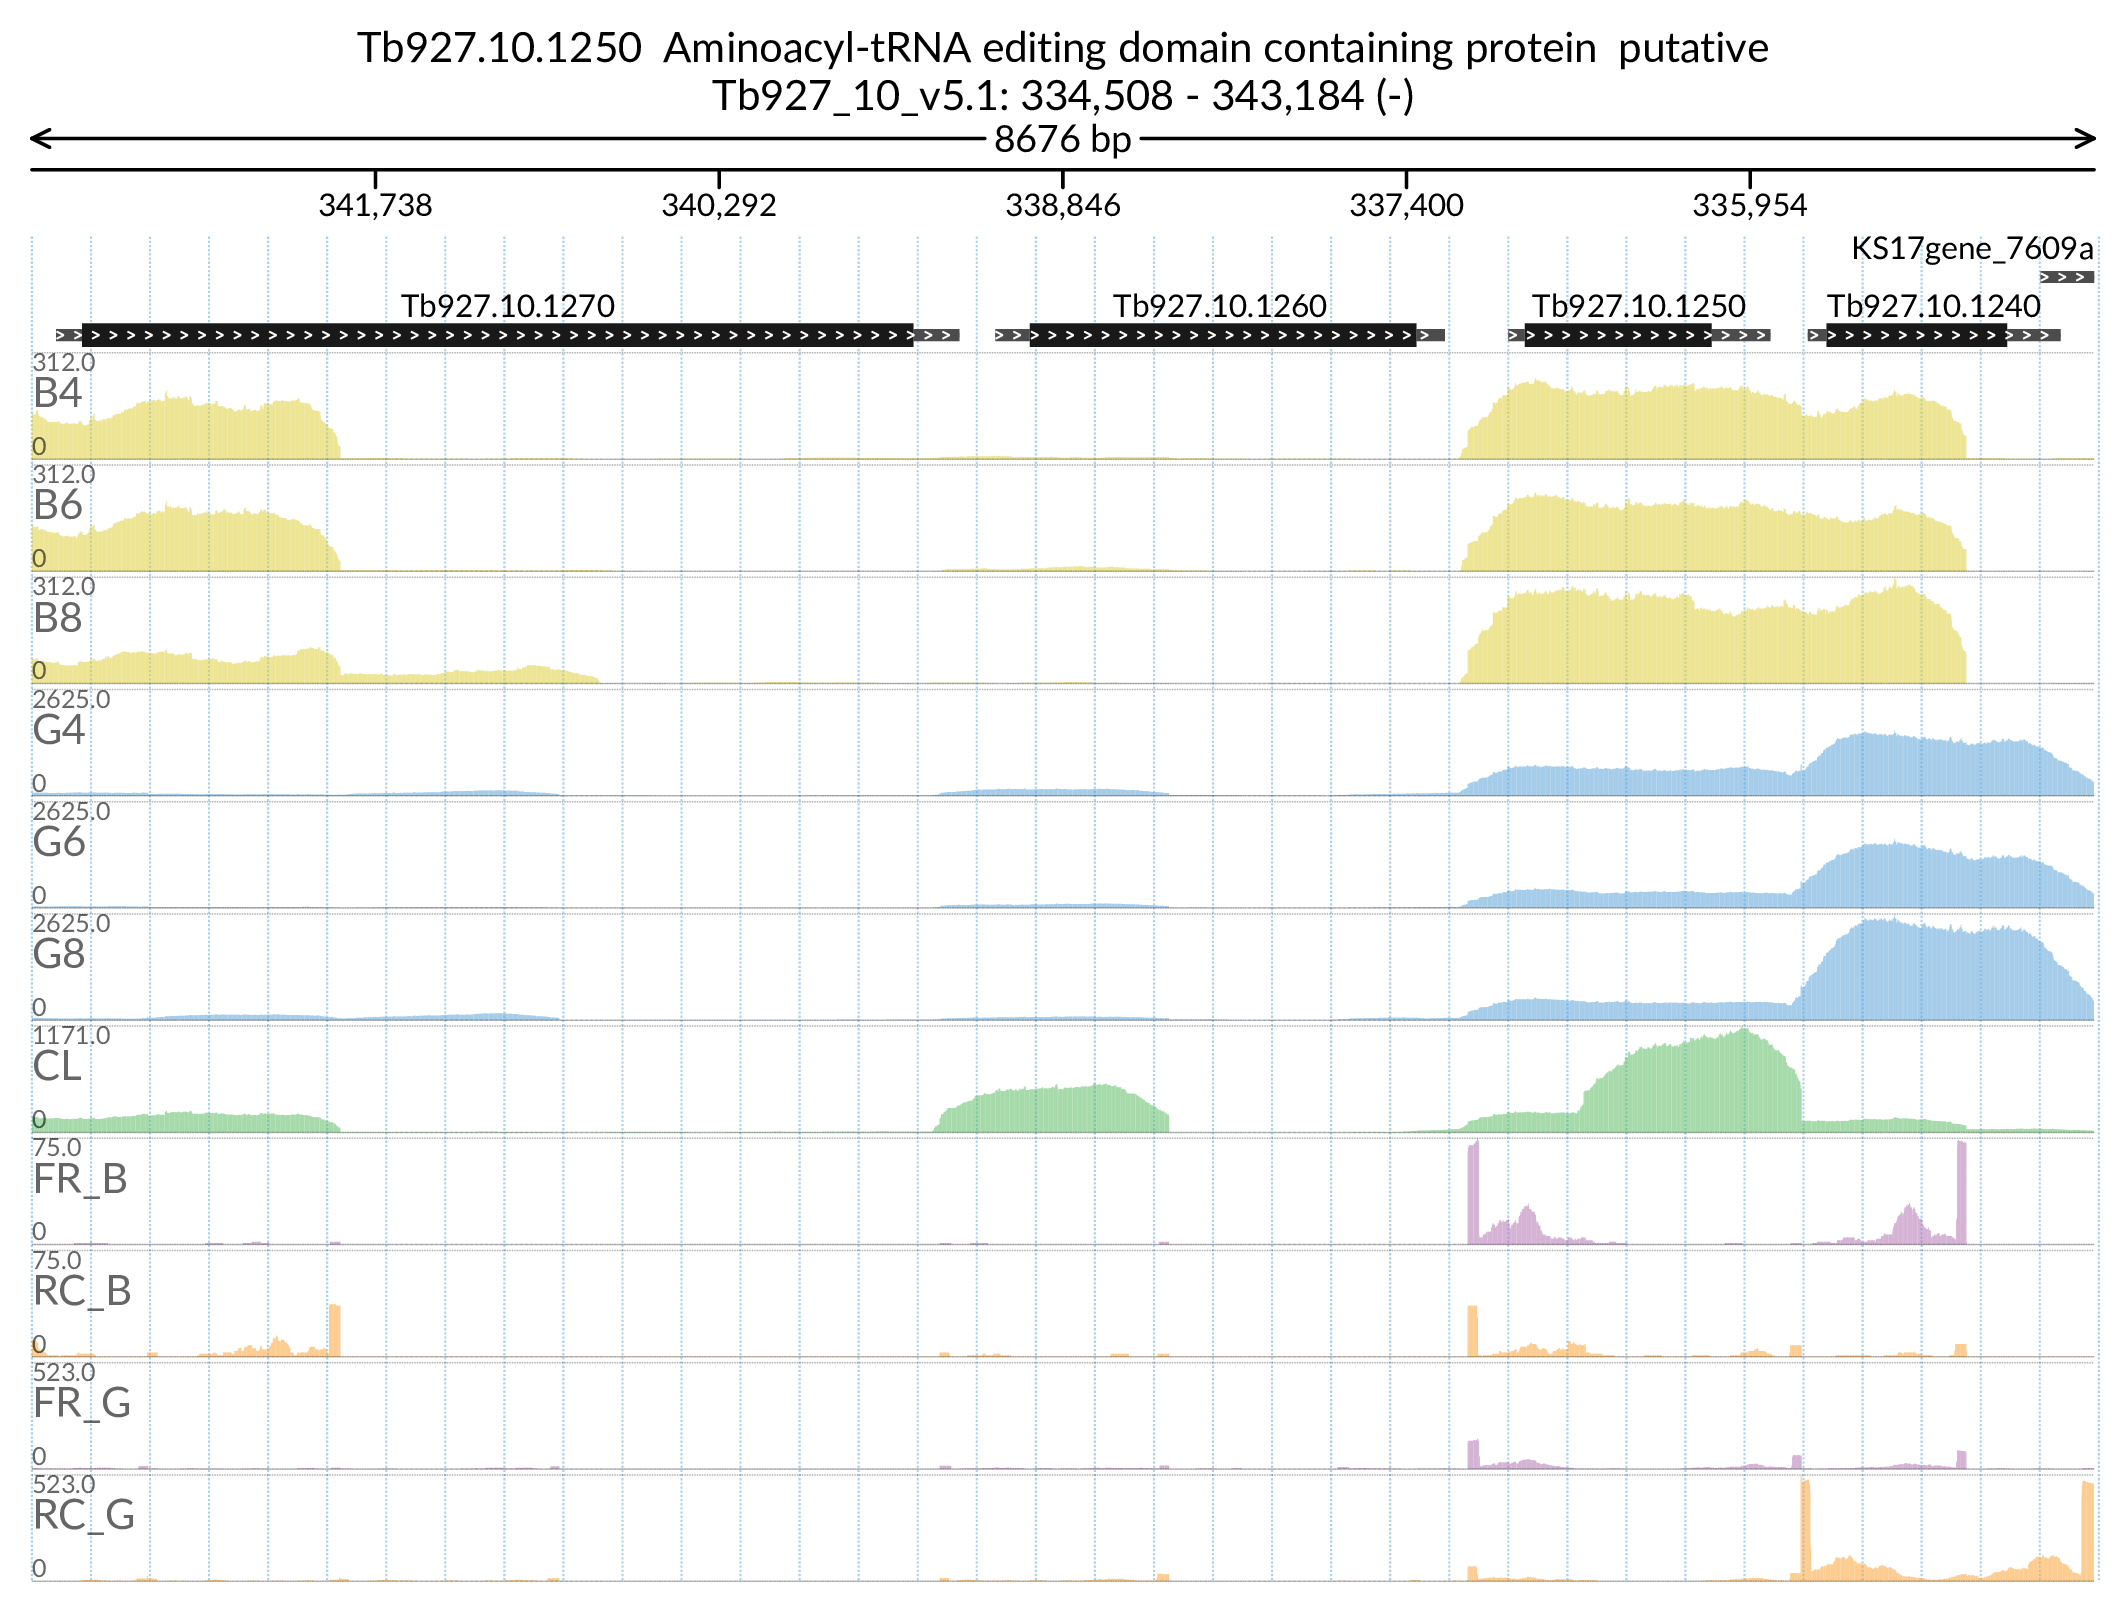 Tb927.10.1250  Aminoacyl-tRNA editing domain containing protein  putative
Tb927_10_v5.1: 334,508 - 343,184 (-)
8676 bp
341,738 340,292 338,846 337,400 335,954
KS17gene_7609a
Tb927.10.1270 Tb927.10.1260 Tb927.10.1250 Tb927.10.1240
312.0
B4
0
312.0
B6
0
312.0
B8
0
2625.0
G4
0
2625.0
G6
0
2625.0
G8
0
1171.0
CL
0
75.0
FR_B
0
75.0
RC_B
0
523.0
FR_G
0
523.0
RC_G
0